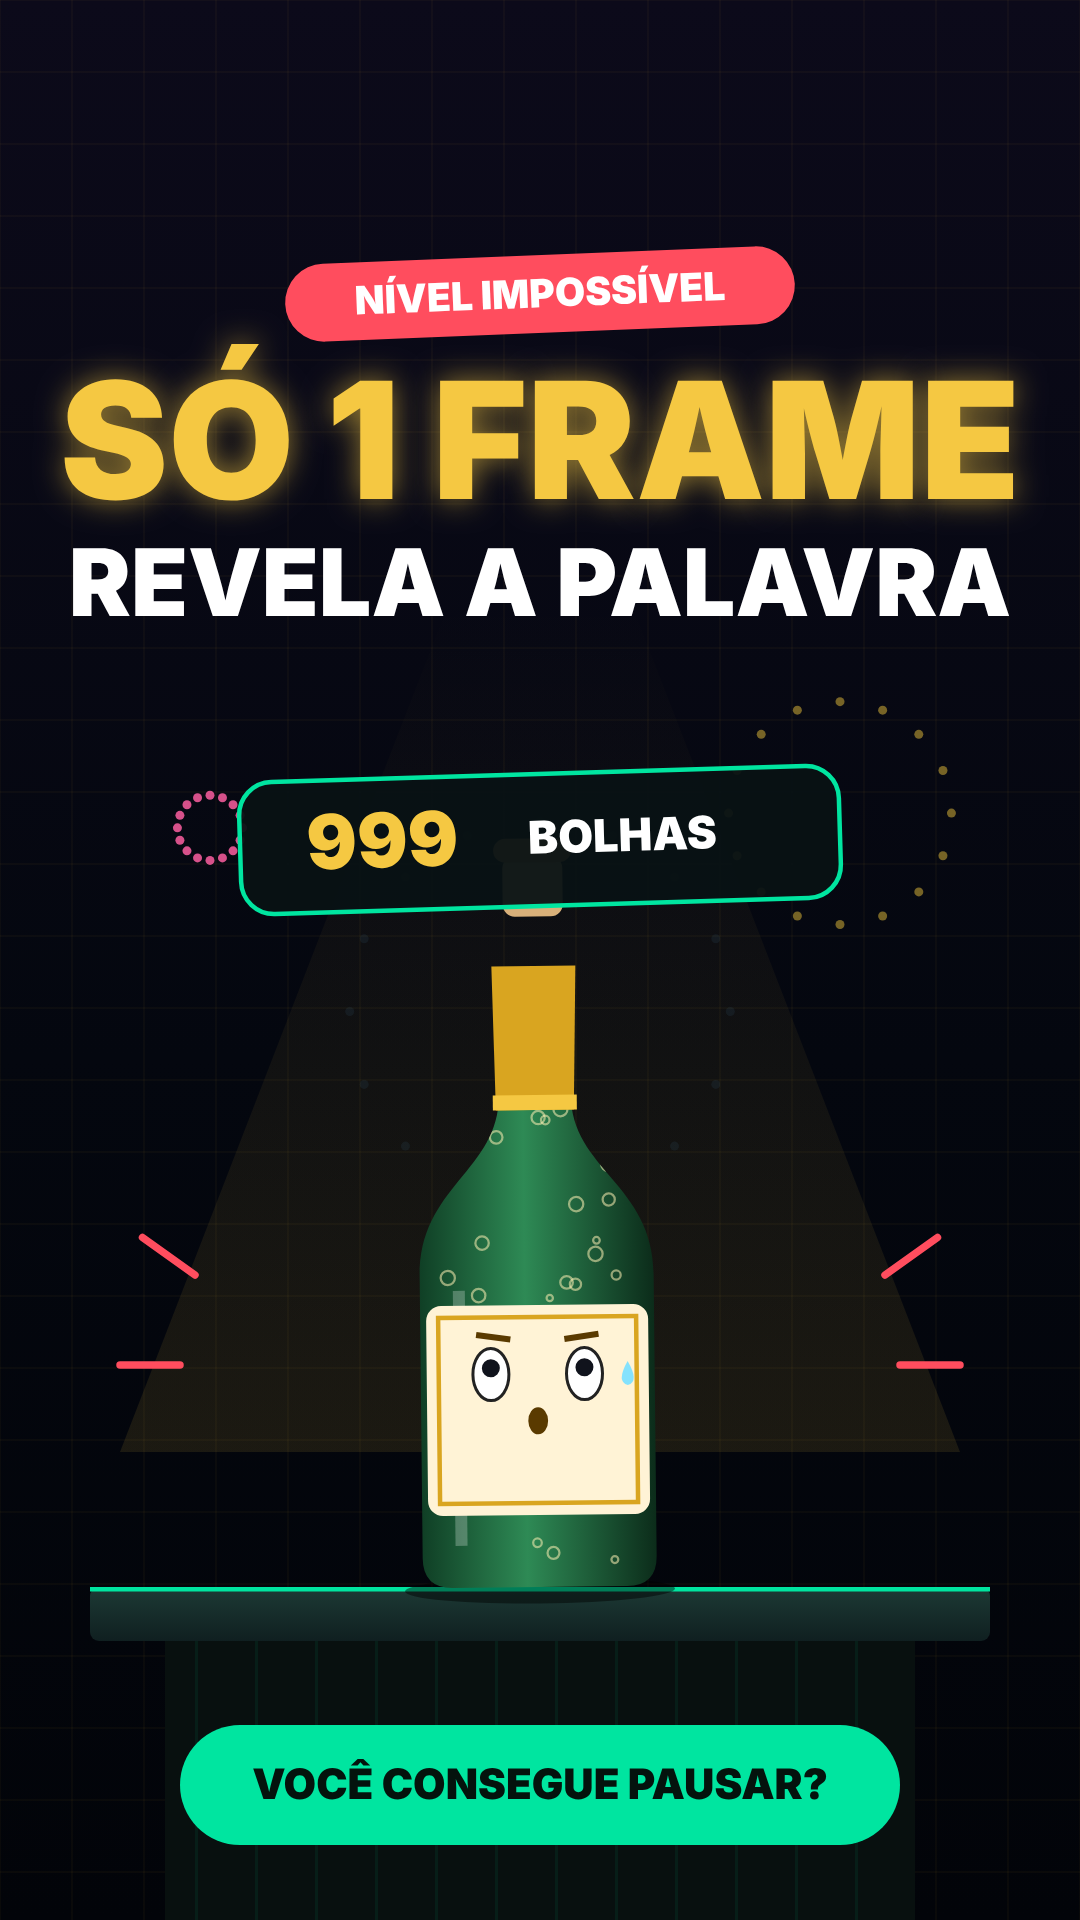 NÍVEL IMPOSSÍVEL
SÓ 1 FRAME
REVELA A PALAVRA
999 BOLHAS
VOCÊ CONSEGUE PAUSAR?